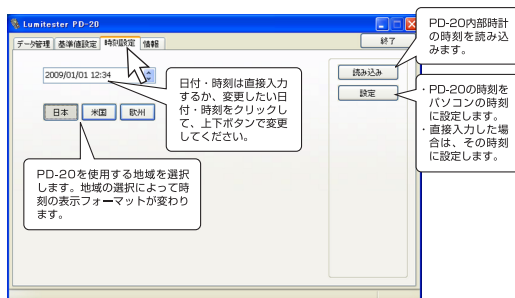 Lumitester PD-20
データ管理 基準値設定 時刻設定 情報
終了
2009/01/01 12:34
日本 米国 欧州
読み込み
設定
日付・時刻は直接入力
するか、変更したい日
付・時刻をクリックし
て、上下ボタンで変更
してください。
PD-20を使用する地域を選択
します。地域の選択によって時
刻の表示フォーマットが変わり
ます。
PD-20内部時計
の時刻を読み込
みます。
・PD-20の時刻を
パソコンの時刻
に設定します。
・直接入力した場
合は、その時刻
に設定します。